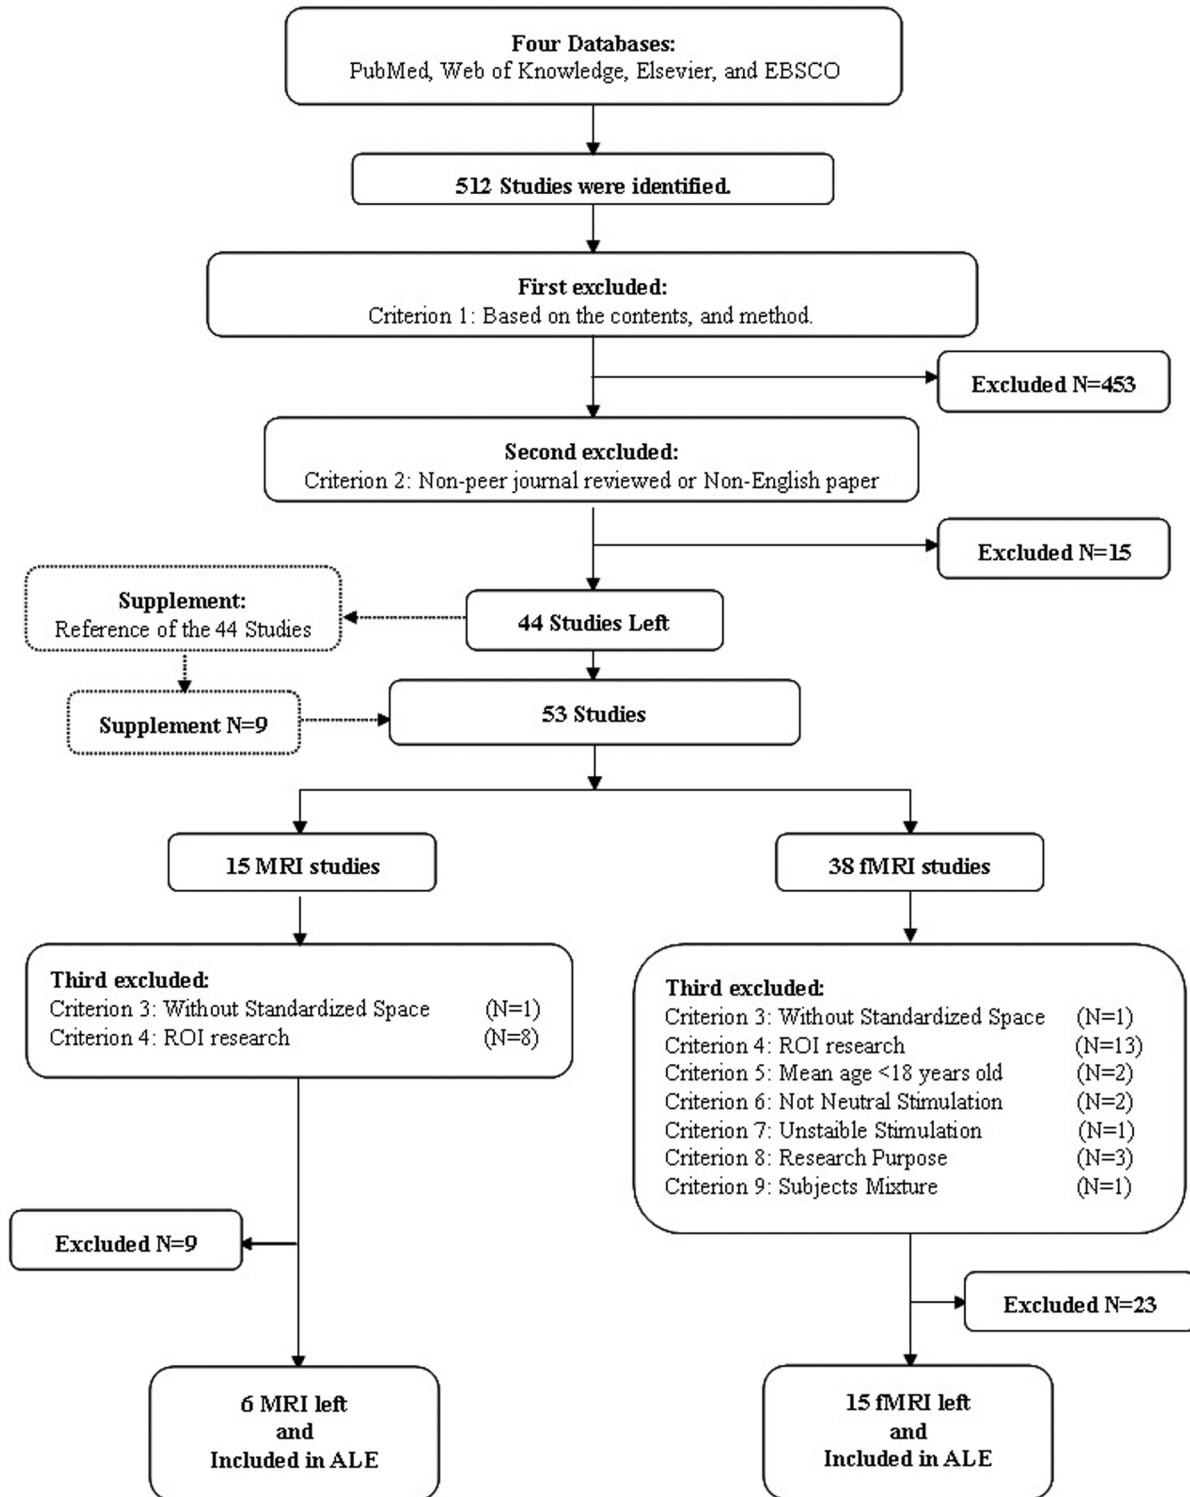 Four Databases:
PubMed, Web of Knowledge, Elsevier, and EBSCO
512 Studies were identified.
First excluded:
Criterion 1: Based on the contents, and method.
Excluded N=453
Second excluded:
Criterion 2: Non-peer journal reviewed or Non-English paper
Excluded N=15
44 Studies Left
Supplement:
Reference of the 44 Studies
Supplement N=9
53 Studies
15 MRI studies
38 fMRI studies
Third excluded:
Criterion 3: Without Standardized Space (N=1)
Criterion 4: ROI research (N=8)
Excluded N=9
6 MRI left
and
Included in ALE
Third excluded:
Criterion 3: Without Standardized Space (N=1)
Criterion 4: ROI research (N=13)
Criterion 5: Mean age <18 years old (N=2)
Criterion 6: Not Neutral Stimulation (N=2)
Criterion 7: Unstaible Stimulation (N=1)
Criterion 8: Research Purpose (N=3)
Criterion 9: Subjects Mixture (N=1)
Excluded N=23
15 fMRI left
and
Included in ALE